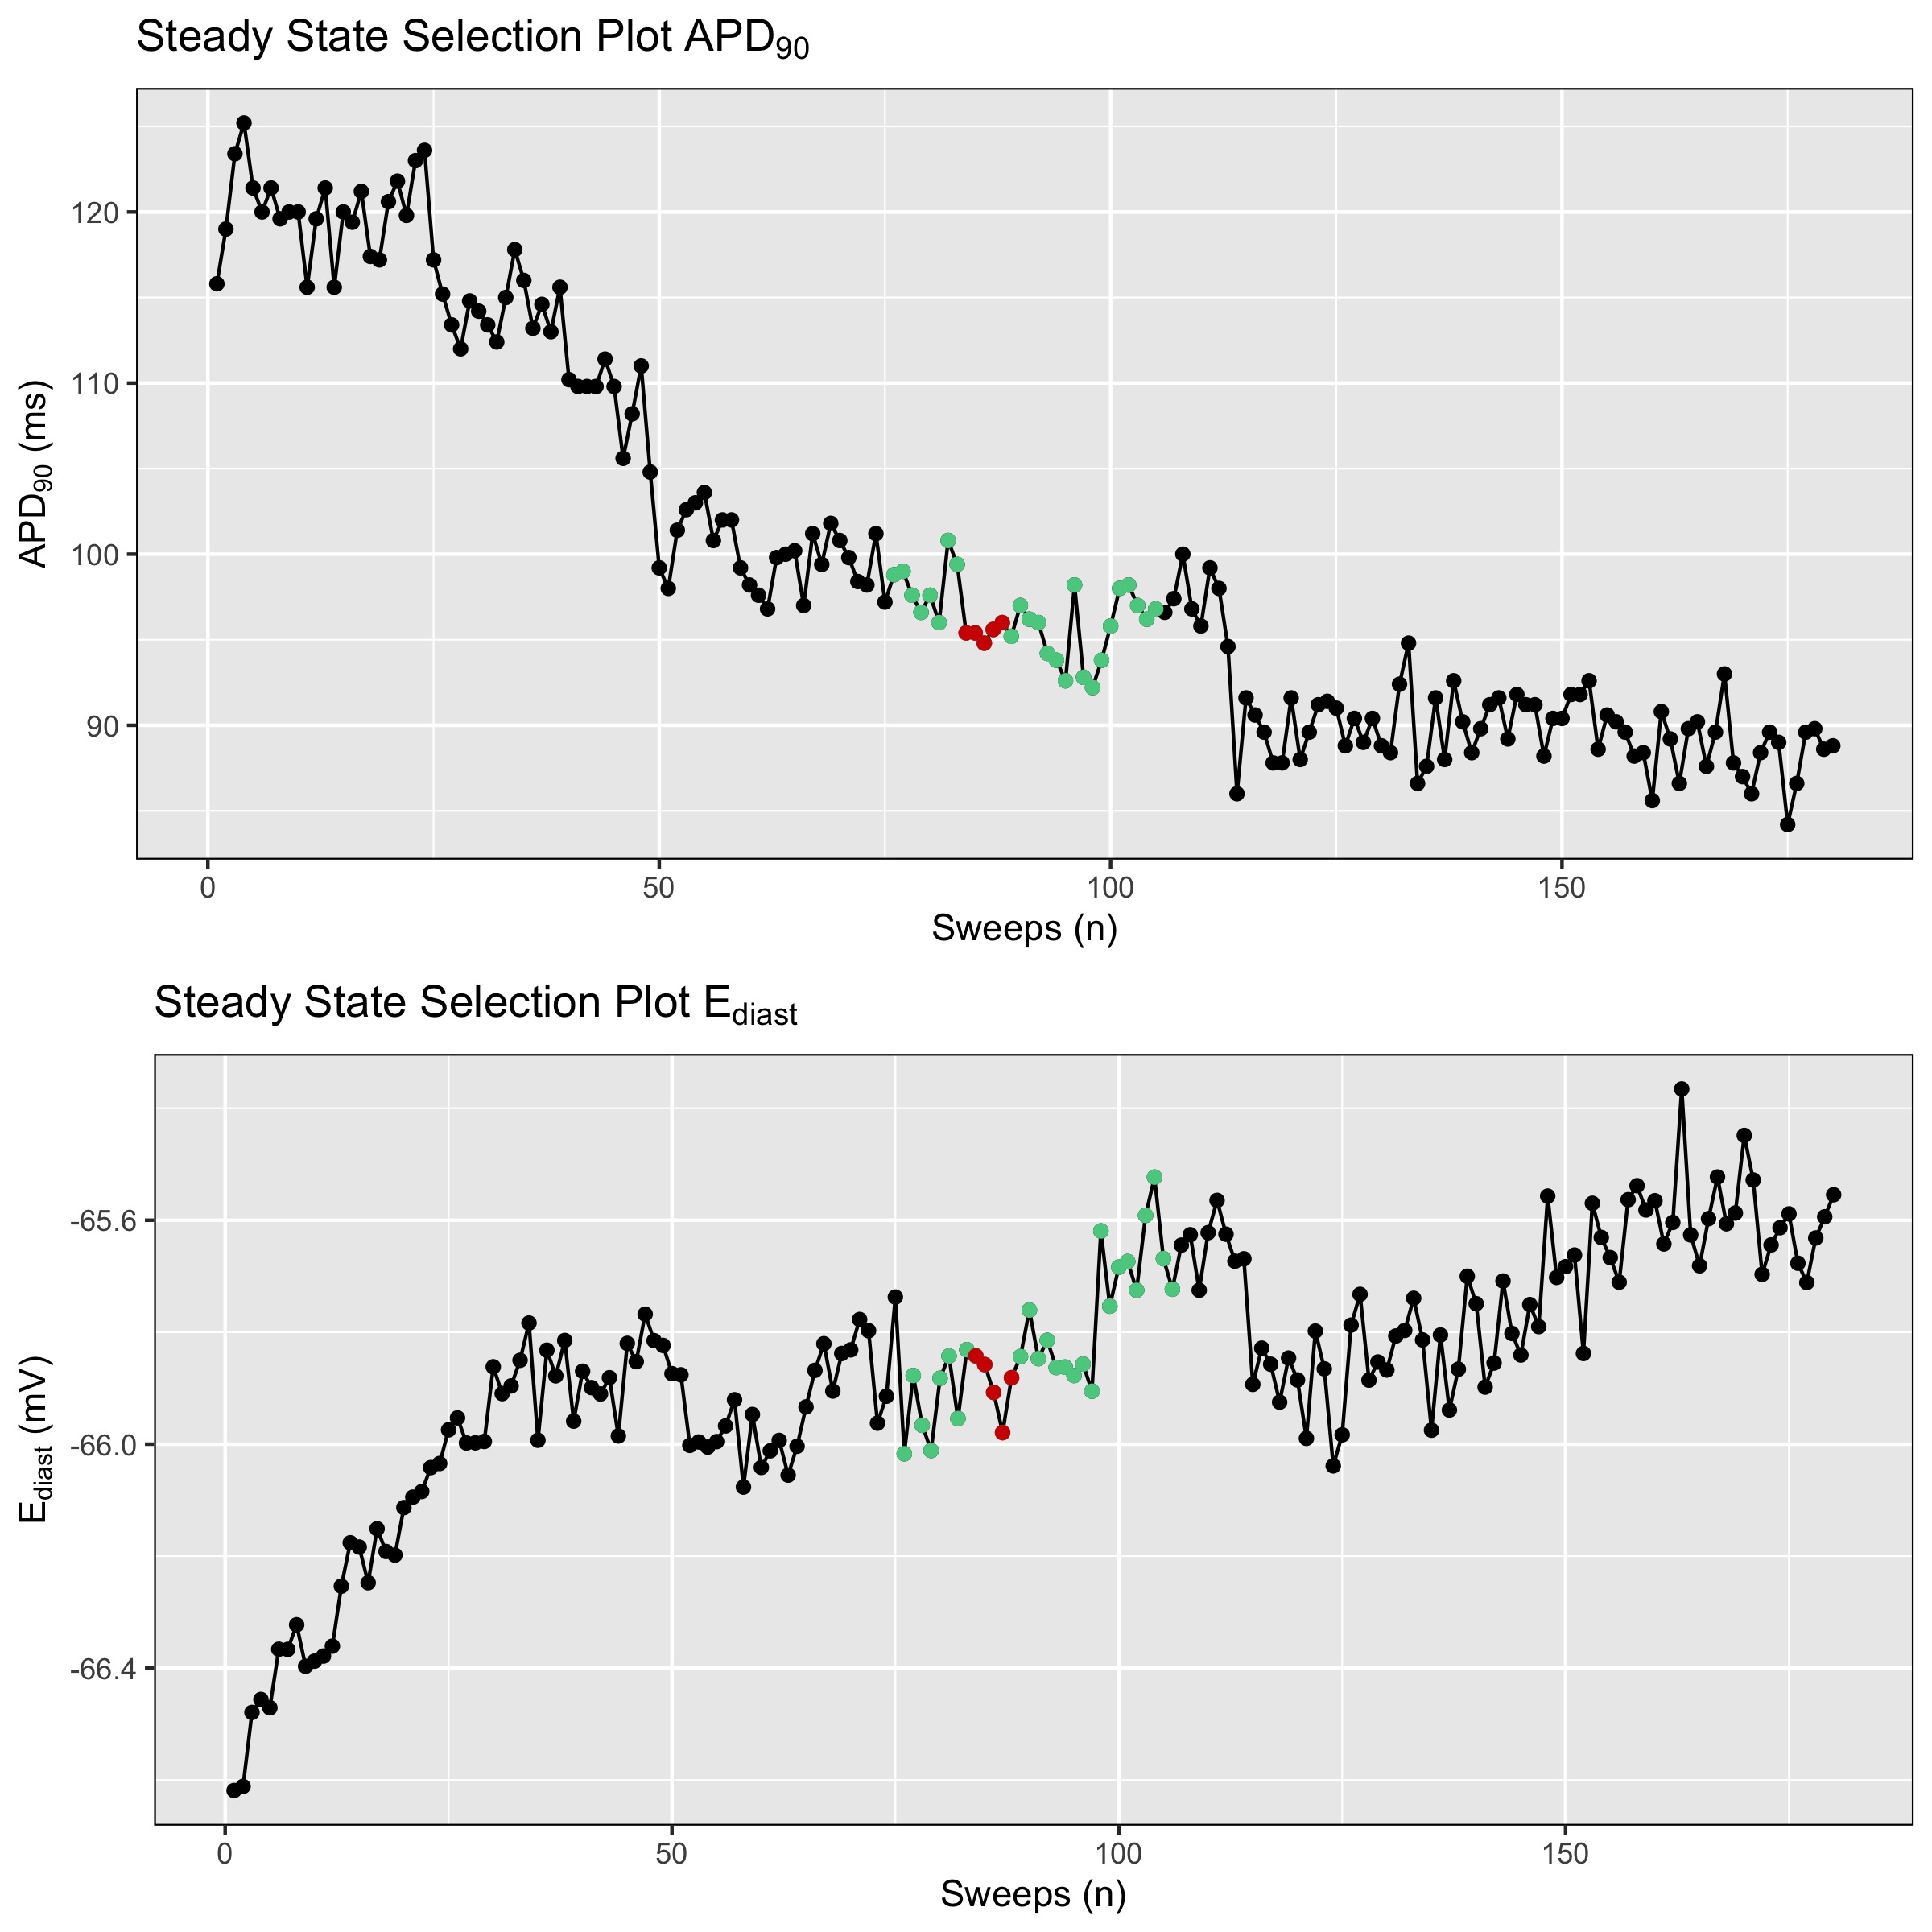 Steady State Selection Plot APD90
120
110
100
90
APD90 (ms)
0 50 100 150
Sweeps (n)
Steady State Selection Plot Ediast
-65.6
-66.0
-66.4
Ediast (mV)
0 50 100 150
Sweeps (n)